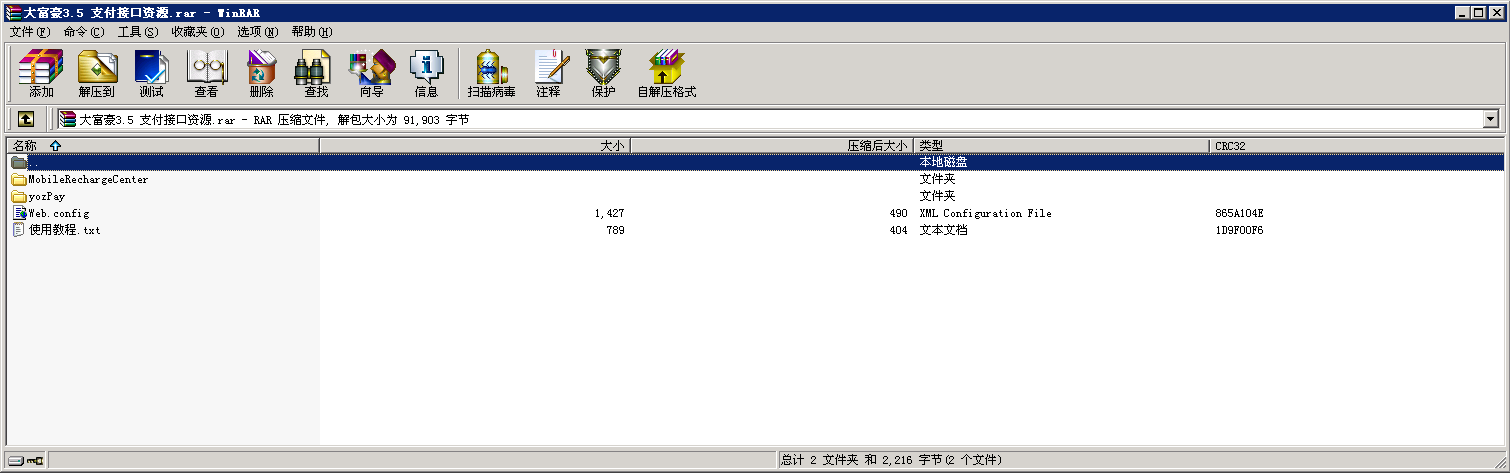 大富豪3.5 支付接口资源.rar - WinRAR
文件(F) 命令(C) 工具(S) 收藏夹(O) 选项(N) 帮助(H)
添加 解压到 测试 查看 删除 查找 向导 信息 扫描病毒 注释 保护 自解压格式
大富豪3.5 支付接口资源.rar - RAR 压缩文件, 解包大小为 91,903 字节
名称 大小 压缩后大小 类型 CRC32
.. 本地磁盘
MobileRechargeCenter 文件夹
yozPay 文件夹
Web.config 1,427 490 XML Configuration File 865A104E
使用教程.txt 789 404 文本文档 1D9F00F6
总计 2 文件夹 和 2,216 字节(2 个文件)